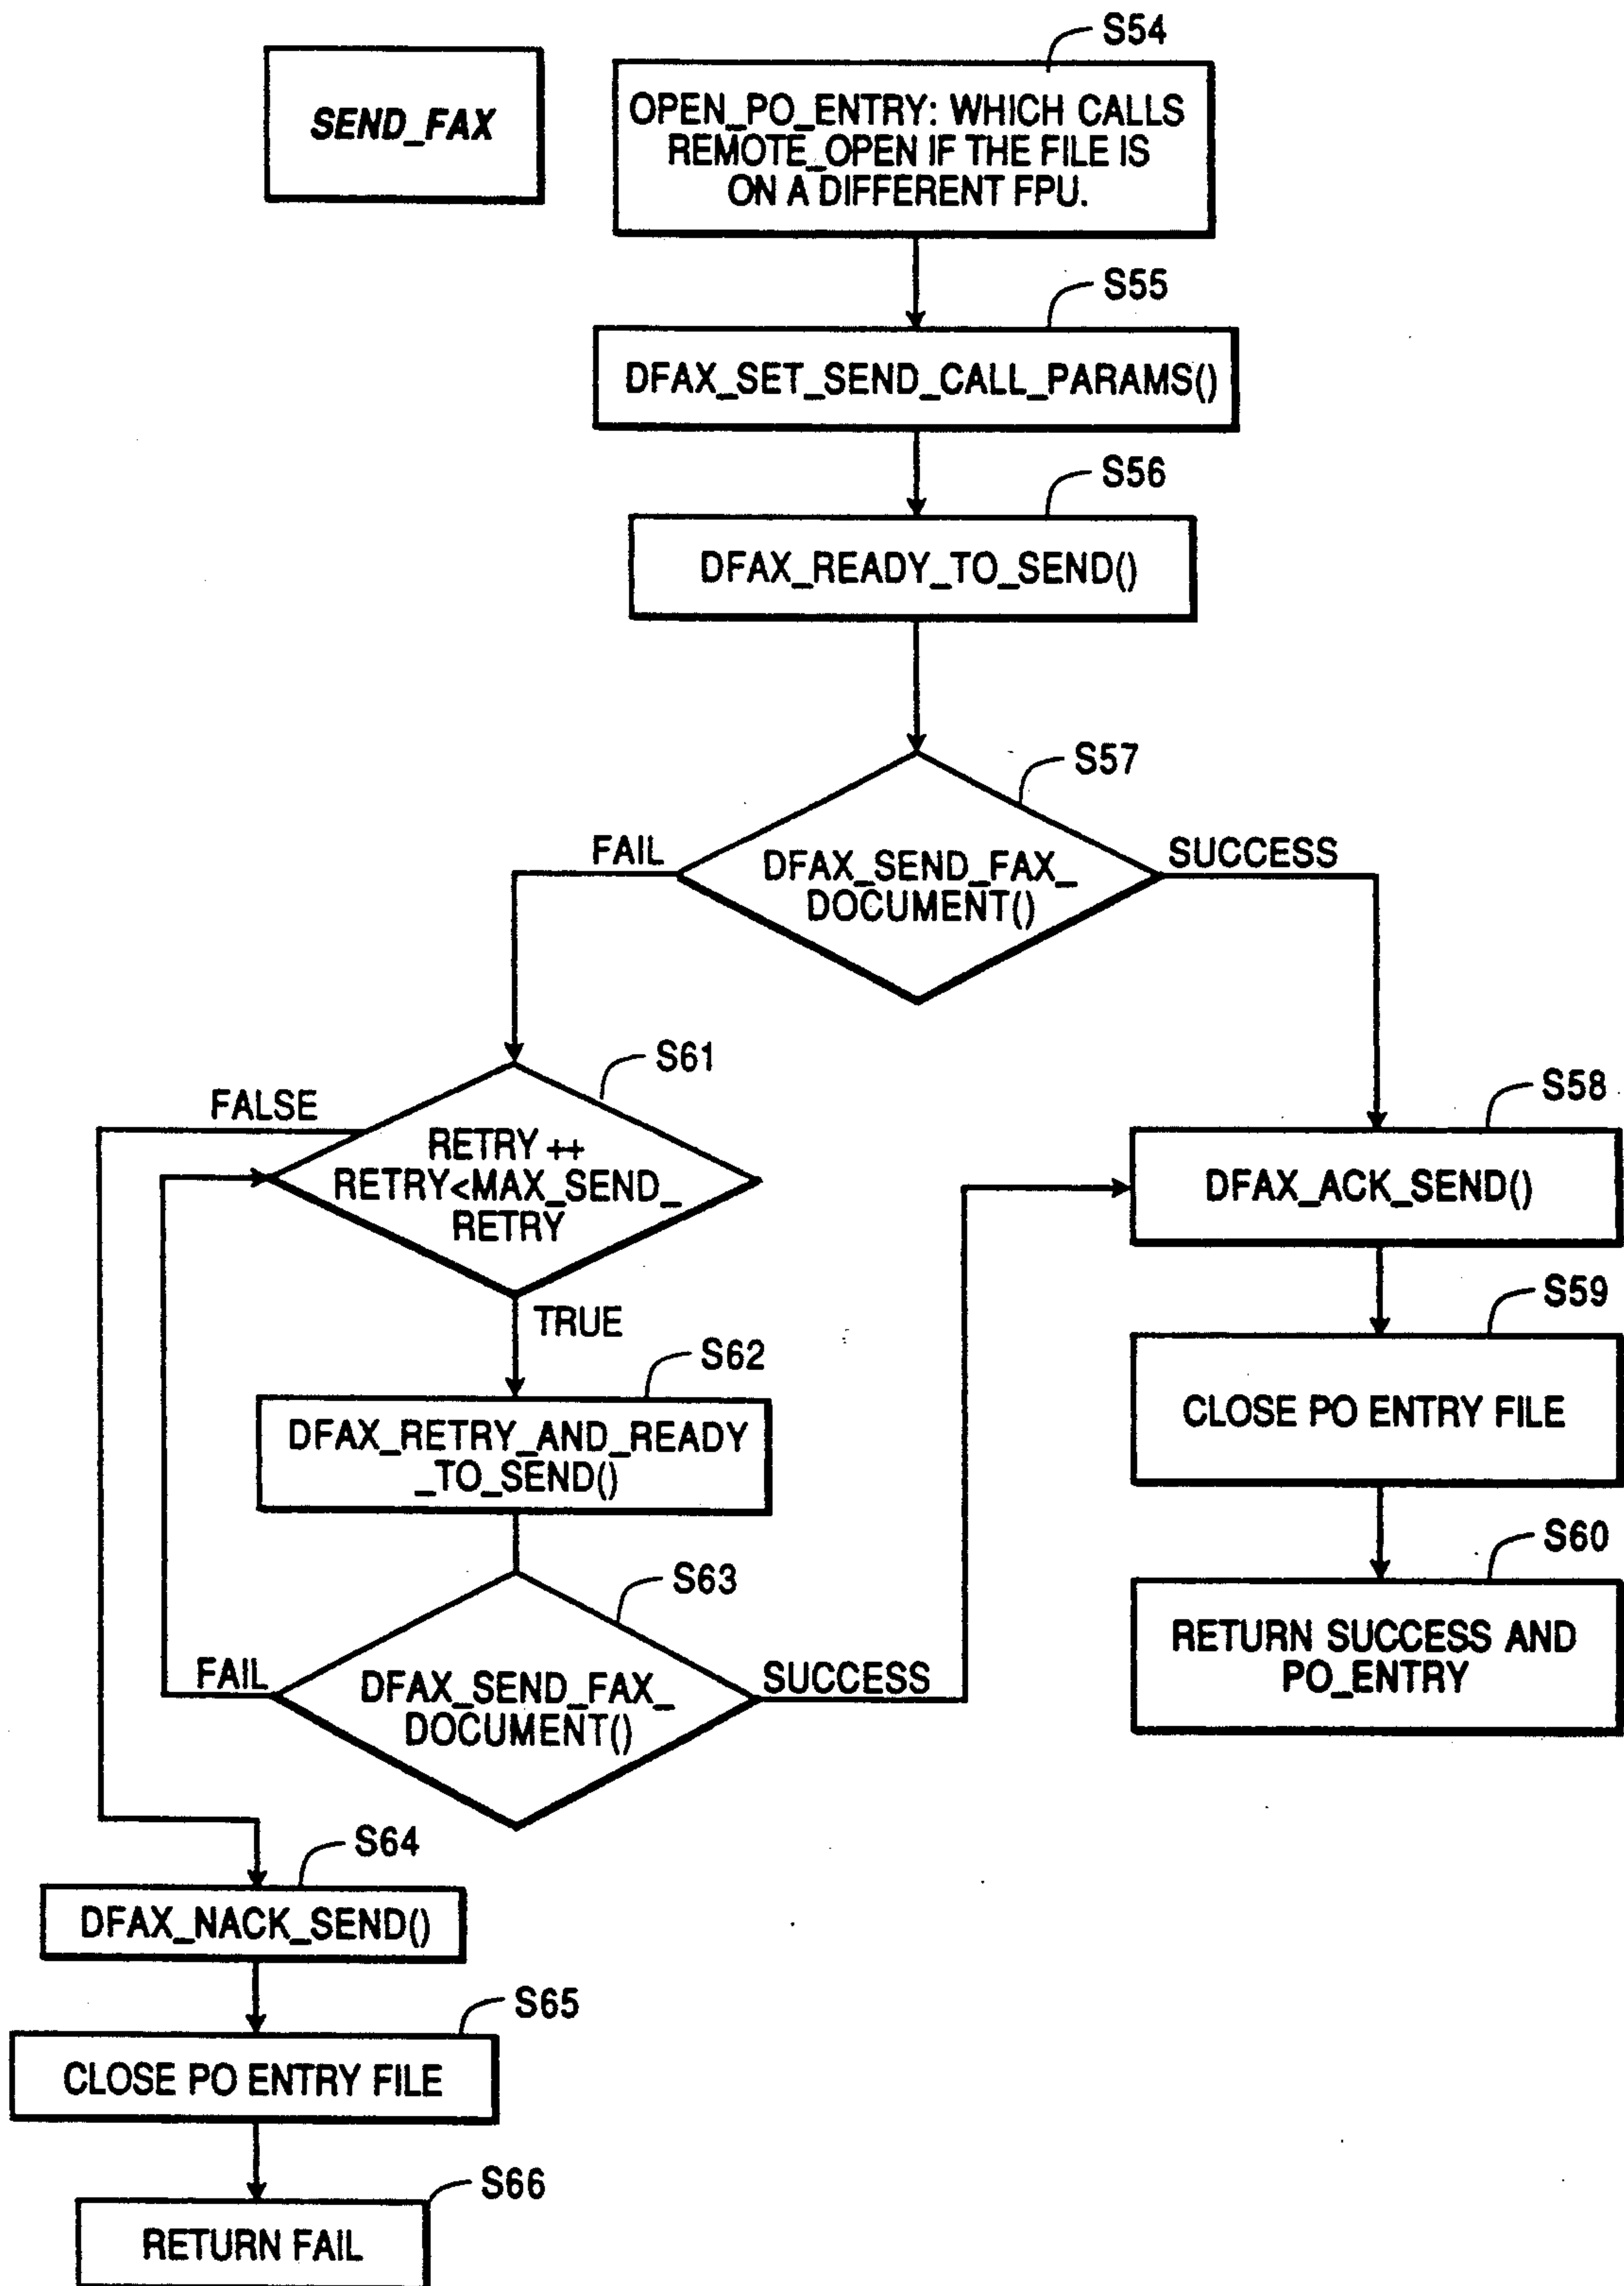 SEND_FAX
S54
OPEN_PO_ENTRY: WHICH CALLS
REMOTE_OPEN IF THE FILE IS
ON A DIFFERENT FPU.
S55
DFAX_SET_SEND_CALL_PARAMS()
S56
DFAX_READY_TO_SEND()
S57
FAIL
DFAX_SEND_FAX_
DOCUMENT()
SUCCESS
S61
FALSE
RETRY ++
RETRY<MAX_SEND_
RETRY
TRUE
S58
DFAX_ACK_SEND()
S59
CLOSE PO ENTRY FILE
S62
DFAX_RETRY_AND_READY
_TO_SEND()
S60
RETURN SUCCESS AND
PO_ENTRY
S63
FAIL
DFAX_SEND_FAX_
DOCUMENT()
SUCCESS
S64
DFAX_NACK_SEND()
S65
CLOSE PO ENTRY FILE
S66
RETURN FAIL